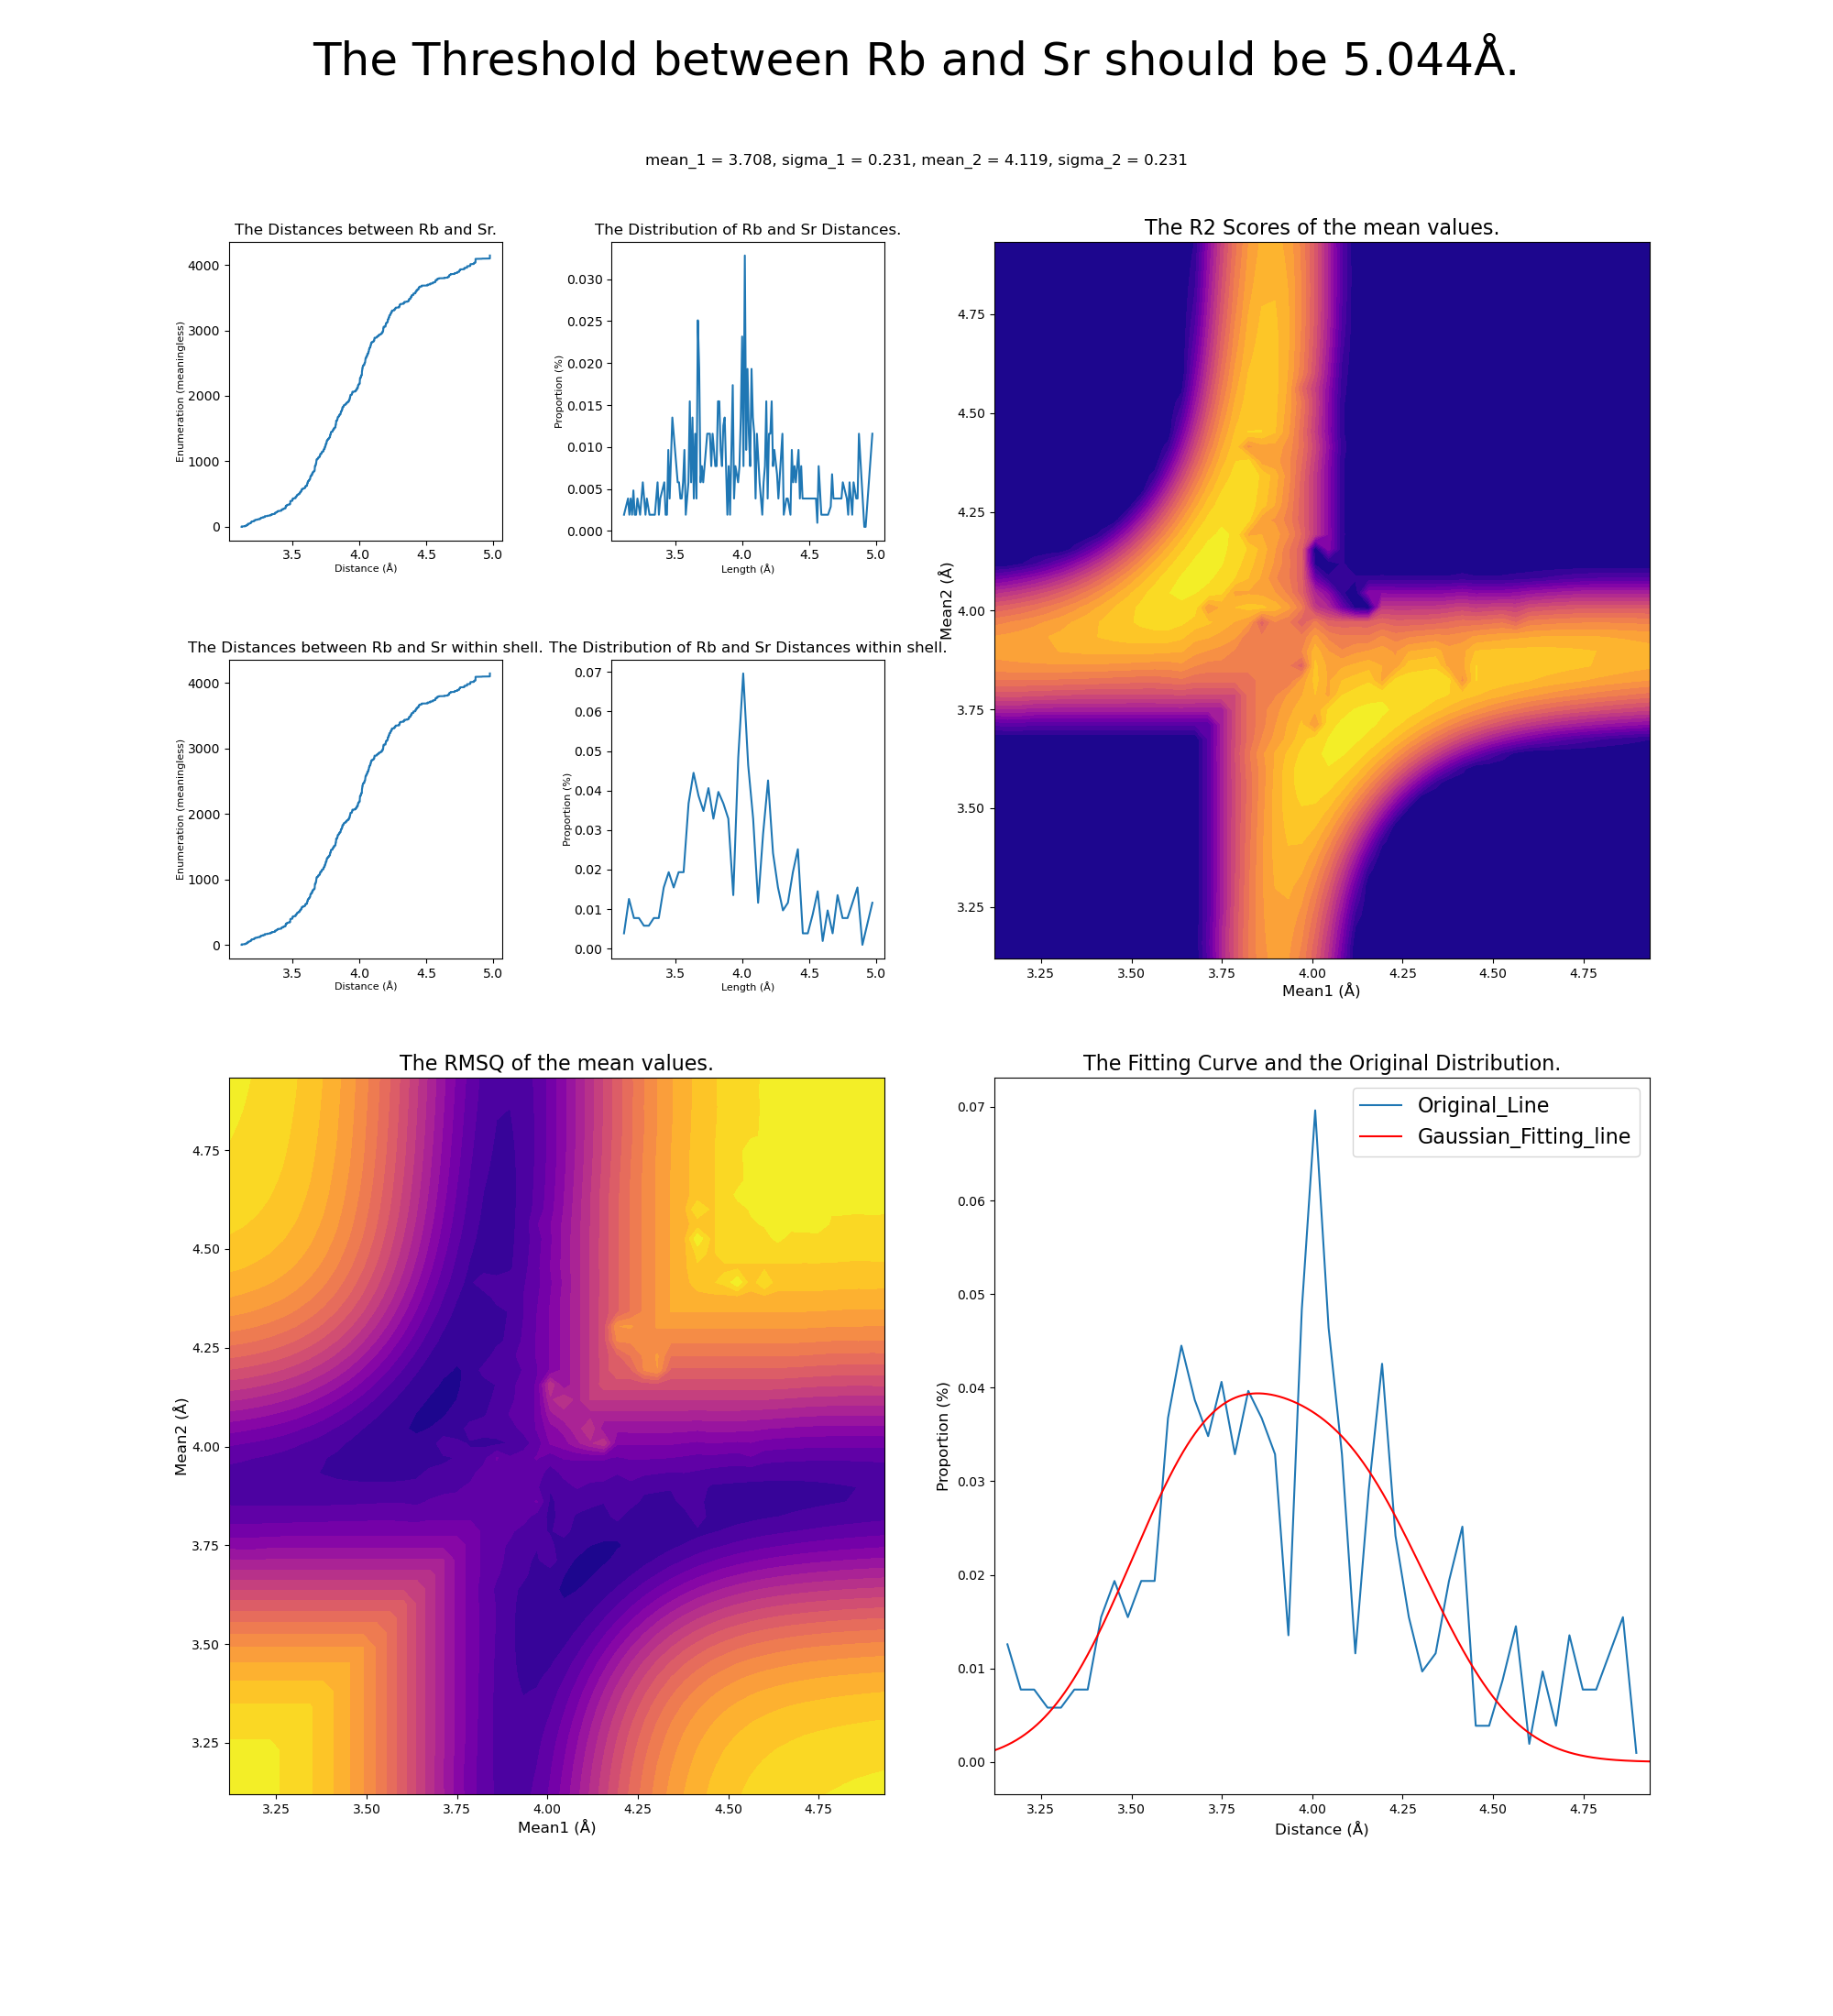 The Threshold between Rb and Sr should be 5.044Å.
mean_1 = 3.708, sigma_1 = 0.231, mean_2 = 4.119, sigma_2 = 0.231
The Distances between Rb and Sr.
Enumeration (meaningless)
4000
3000
2000
1000
0
3.5 4.0 4.5 5.0
Distance (Å)
The Distribution of Rb and Sr Distances.
Proportion (%)
0.030
0.025
0.020
0.015
0.010
0.005
0.000
3.5 4.0 4.5 5.0
Length (Å)
The R2 Scores of the mean values.
Mean2 (Å)
4.75
4.50
4.25
4.00
3.75
3.50
3.25
3.25 3.50 3.75 4.00 4.25 4.50 4.75
Mean1 (Å)
The Distances between Rb and Sr within shell.
Enumeration (meaningless)
4000
3000
2000
1000
0
3.5 4.0 4.5 5.0
Distance (Å)
The Distribution of Rb and Sr Distances within shell.
Proportion (%)
0.07
0.06
0.05
0.04
0.03
0.02
0.01
0.00
3.5 4.0 4.5 5.0
Length (Å)
The RMSQ of the mean values.
Mean2 (Å)
4.75
4.50
4.25
4.00
3.75
3.50
3.25
3.25 3.50 3.75 4.00 4.25 4.50 4.75
Mean1 (Å)
The Fitting Curve and the Original Distribution.
Original_Line
Gaussian_Fitting_line
Proportion (%)
0.07
0.06
0.05
0.04
0.03
0.02
0.01
0.00
3.25 3.50 3.75 4.00 4.25 4.50 4.75
Distance (Å)